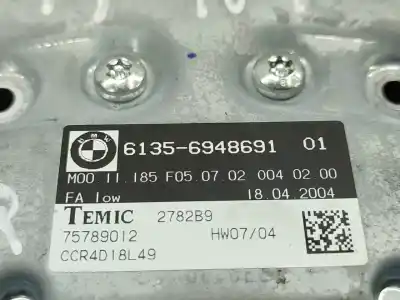 BMW
6135-6948691 01
M00 11.185 F05.07 02 004 02 00
FA low 18.04.2004
TEMIC 2782B9
75789012 HW07/04
CCR4D18L49